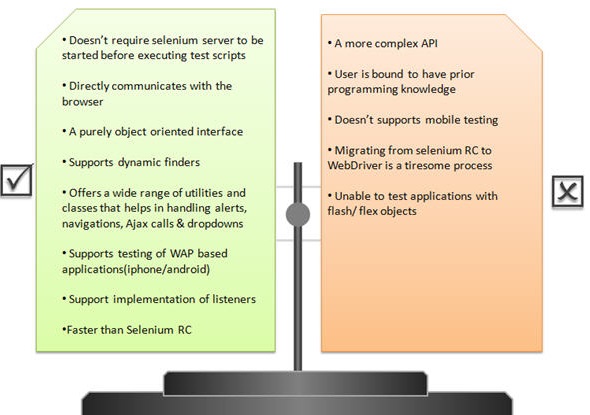 • Doesn't require selenium server to be
started before executing test scripts
• Directly communicates with the
browser
• A purely object oriented interface
• Supports dynamic finders
• Offers a wide range of utilities and
classes that helps in handling alerts,
navigations, Ajax calls & dropdowns
• Supports testing of WAP based
applications(iphone/android)
• Support implementation of listeners
•Faster than Selenium RC
• A more complex API
• User is bound to have prior
programming knowledge
• Doesn't supports mobile testing
• Migrating from selenium RC to
WebDriver is a tiresome process
• Unable to test applications with
flash/ flex objects